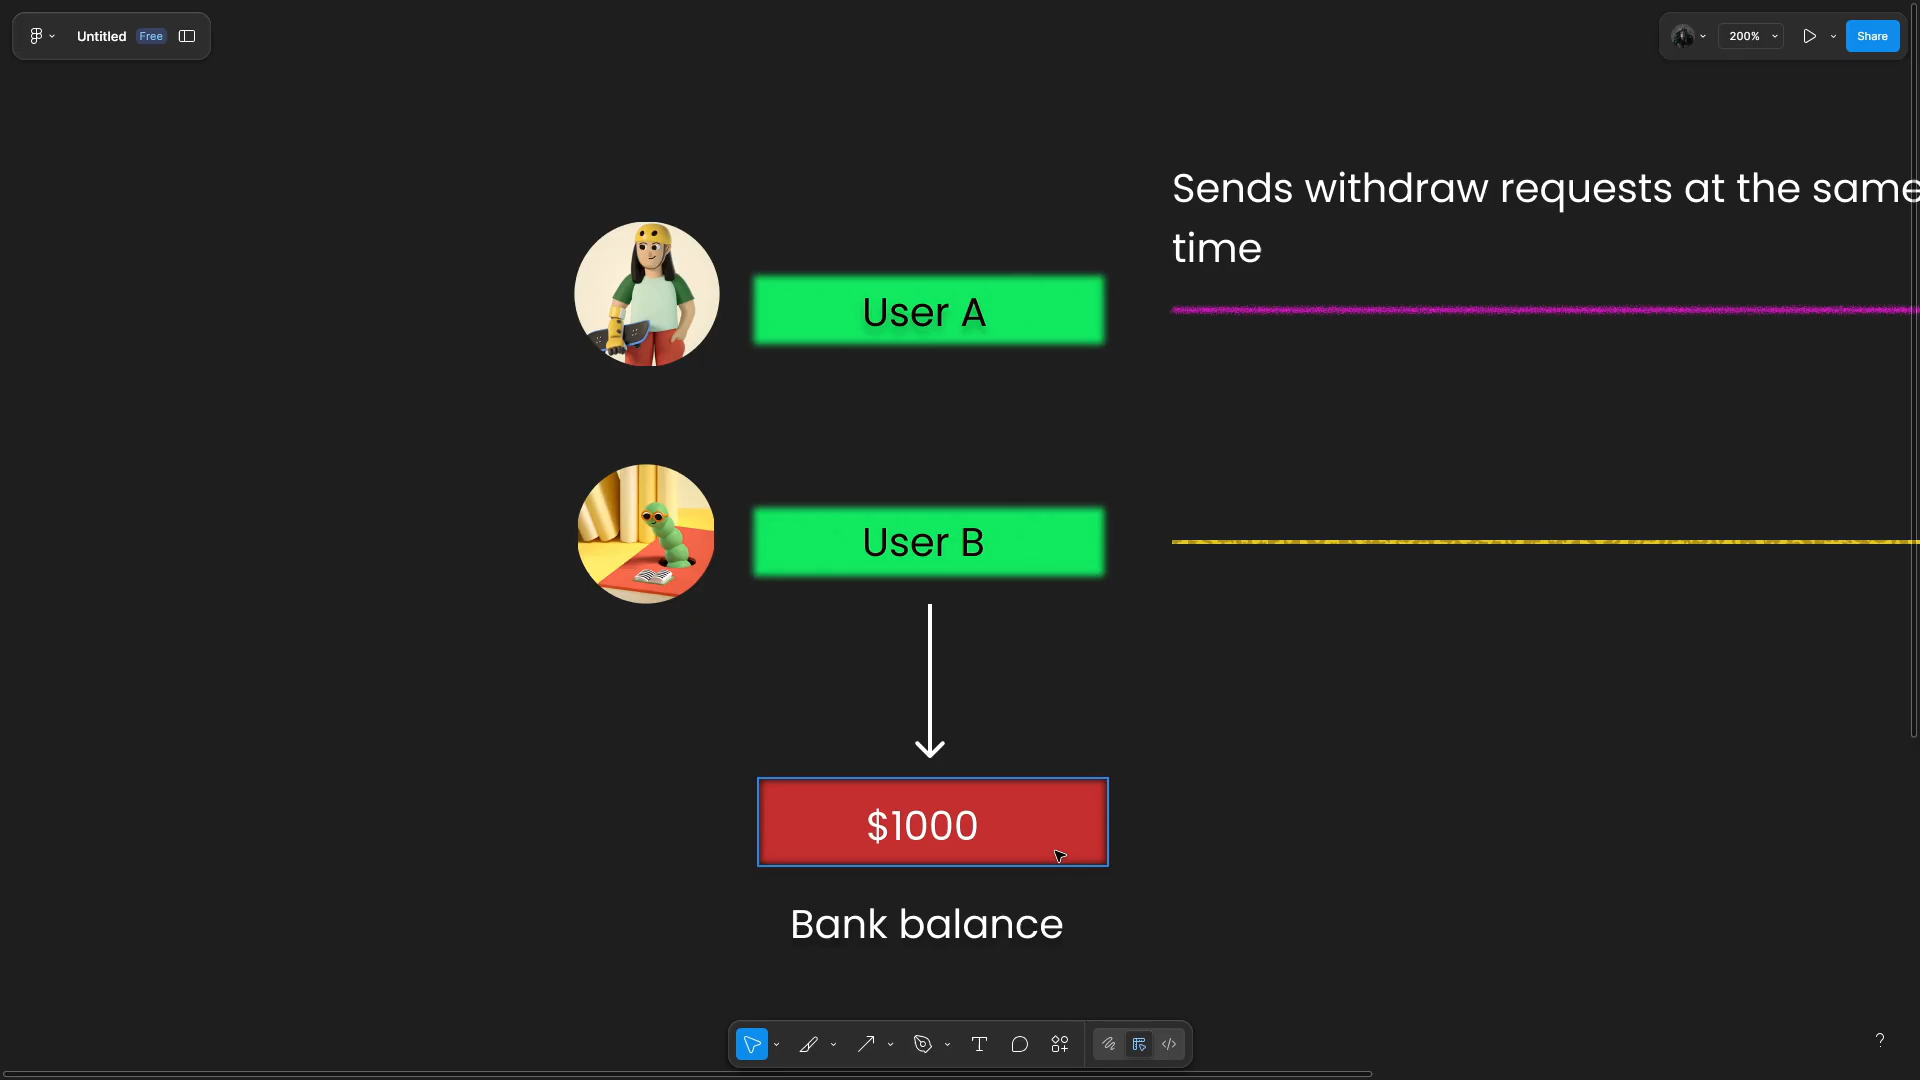 Untitled
Free
200%
Share
Sends withdraw requests at the same
time
User A
User B
$1000
Bank balance
?